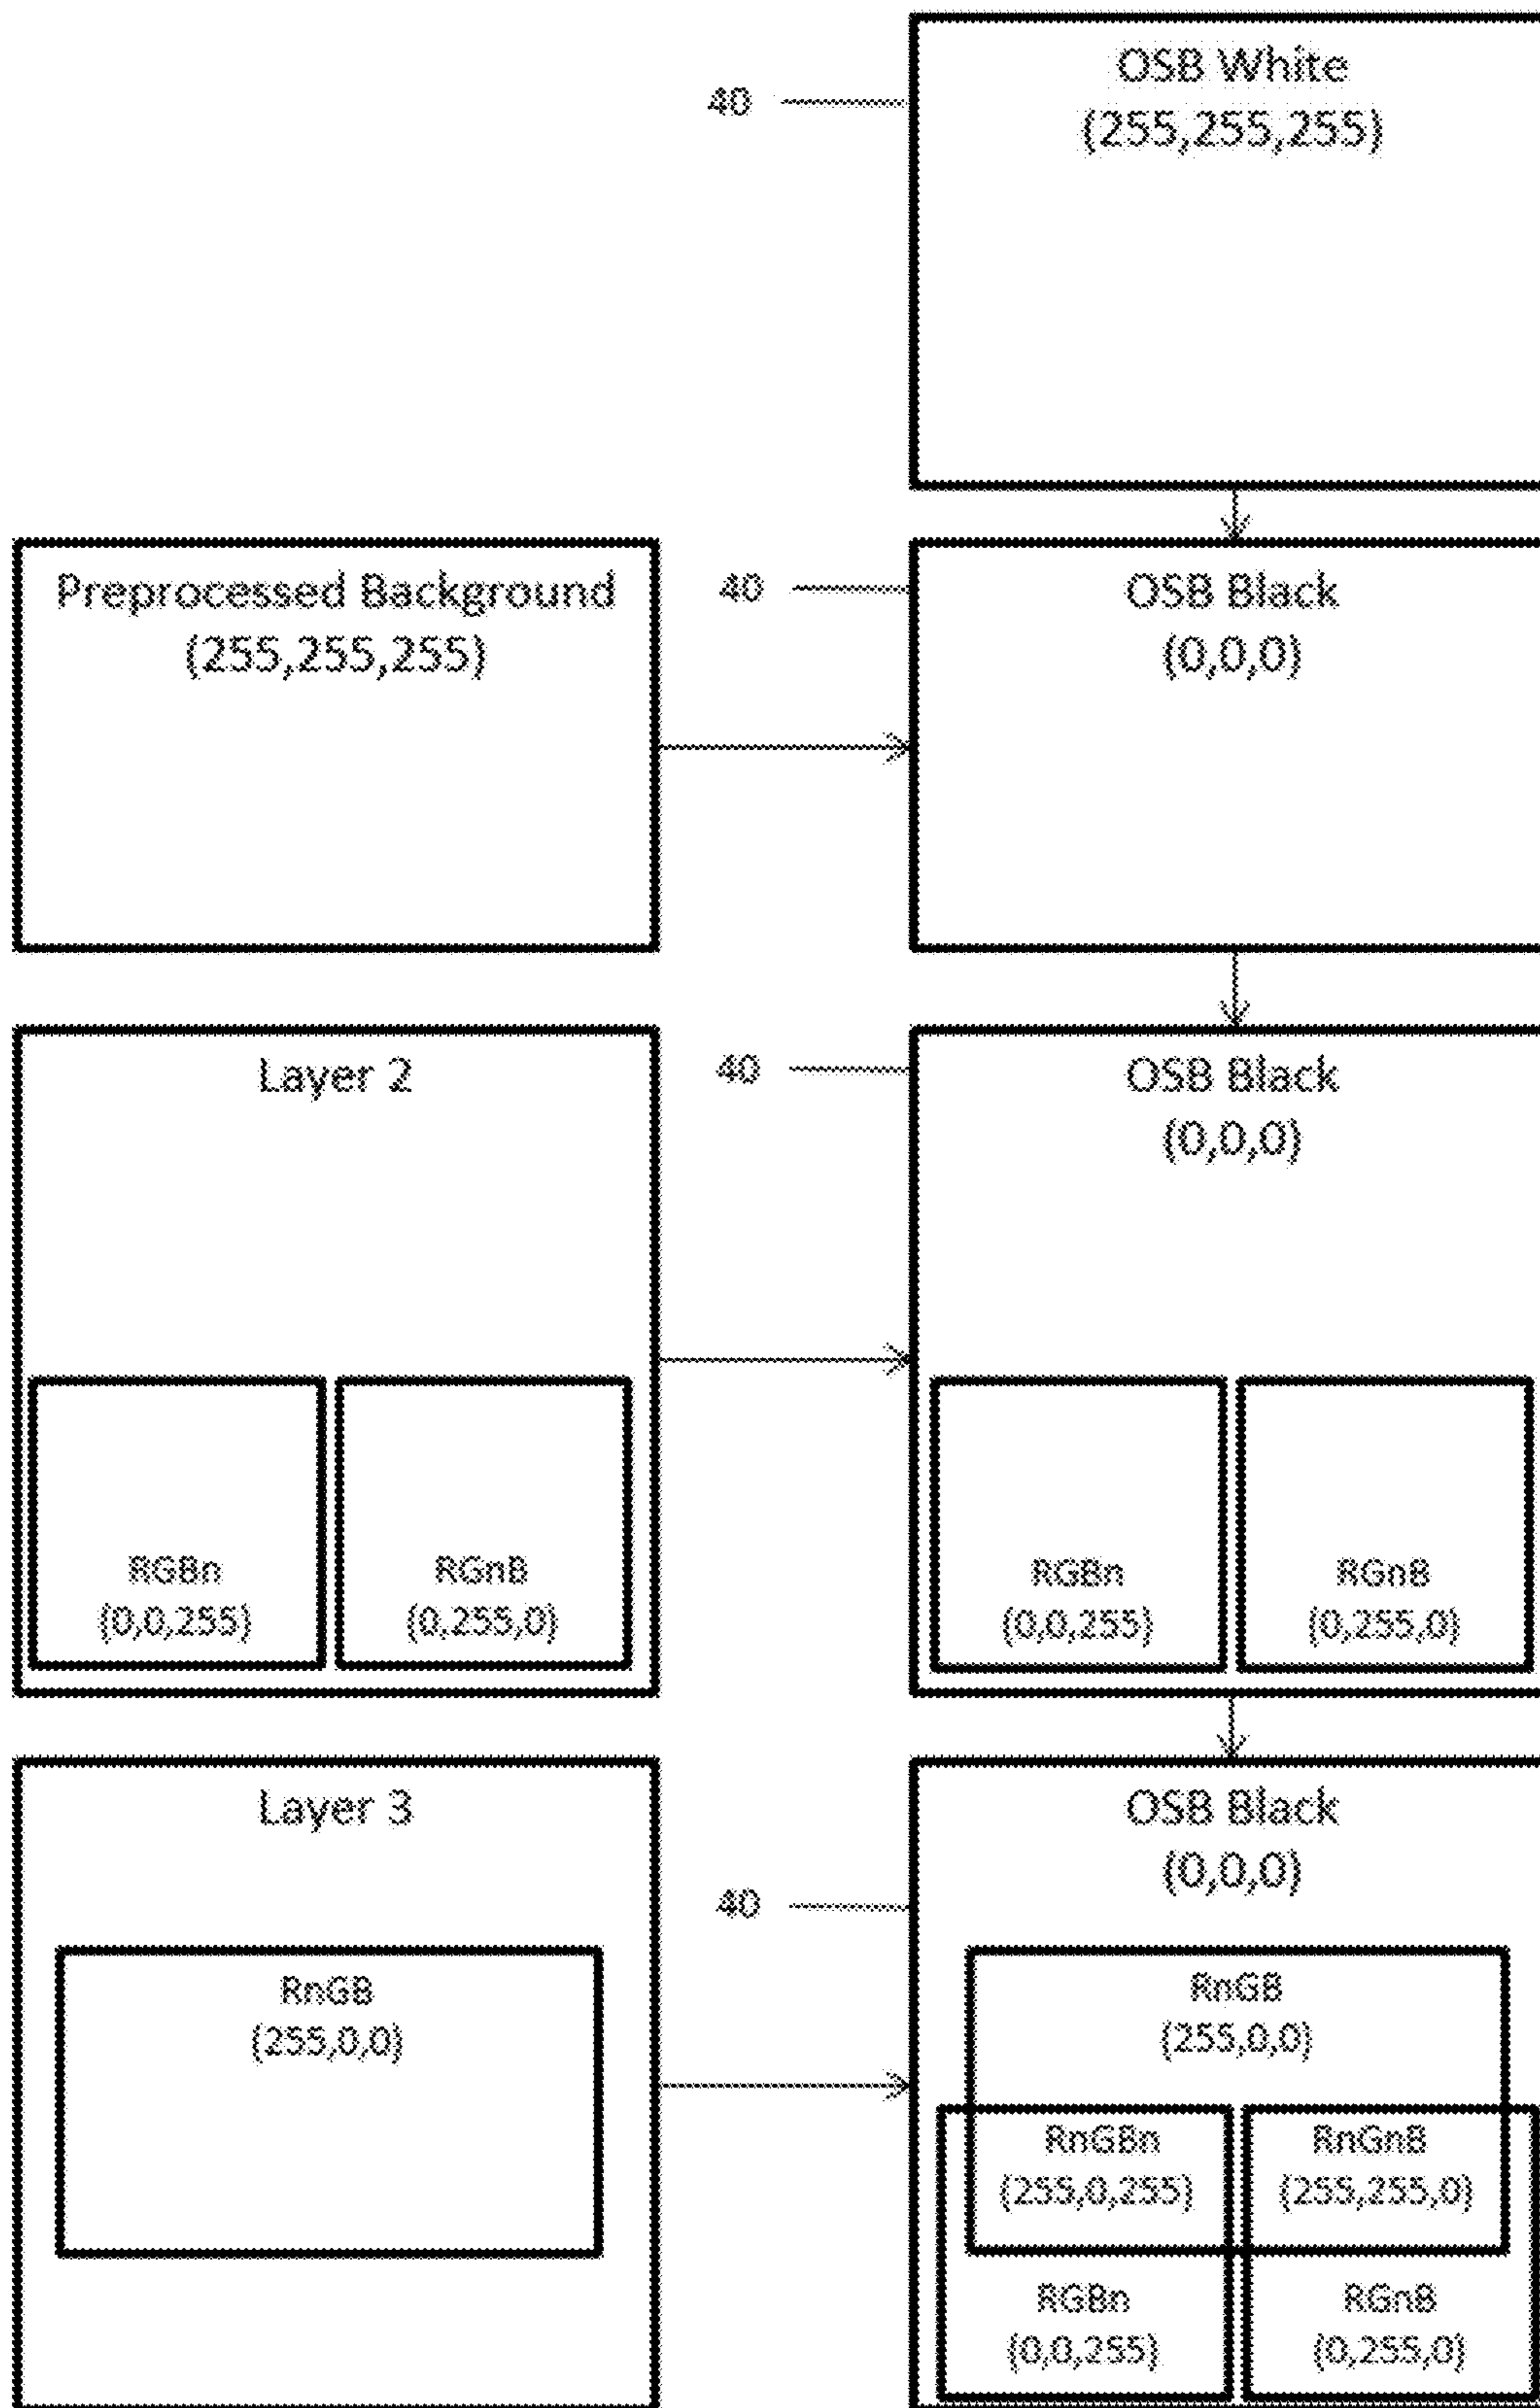 40
OSB White
(255,255,255)
Preprocessed Background
(255,255,255)
40
OSB Black
(0,0,0)
Layer 2
RGBn
(0,0,255)
RGnB
(0,255,0)
40
OSB Black
(0,0,0)
RGBn
(0,0,255)
RGnB
(0,255,0)
Layer 3
RnGB
(255,0,0)
40
OSB Black
(0,0,0)
RnGB
(255,0,0)
RnGBn
(255,0,255)
RnGnB
(255,255,0)
RGBn
(0,0,255)
RGnB
(0,255,0)